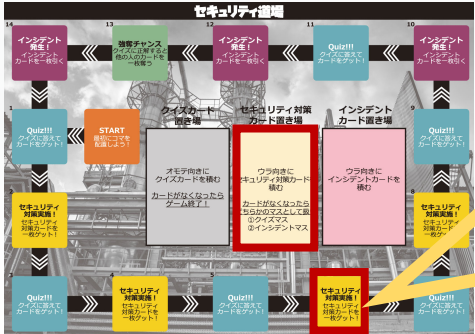 セキュリティ道場
14
13
12
11
10
インシデント
発生！
インシデント
カードを一枚引く
強奪チャンス
クイズに正解すると
他の人のカードを
一枚奪う
インシデント
発生！
インシデント
カードを一枚引く
Quiz!!!
クイズに答えて
カードをゲット！
インシデント
発生！
インシデント
カードを一枚引く
1
Quiz!!!
クイズに答えて
カードをゲット！
START
最初にコマを
配置しよう！
クイズカード
置き場
セキュリティ対策
カード置き場
インシデント
カード置き場
9
Quiz!!!
クイズに答えて
カードをゲット！
オモテ向きに
クイズカードを積む
カードがなくなったら
ゲーム終了！
ウラ向きに
セキュリティ対策カード
積む
カードがなくなったら
どちらかのマスとして扱
①クイズマス
②インシデントマス
ウラ向きに
インシデントカードを
積む
セキュリティ
対策実施！
セキュリティ
対策カードを
一枚ゲット！
8
セキュリティ
対策実施！
セキュリティ
対策カードを
一枚ゲット！
Quiz!!!
クイズに答えて
カードをゲット！
4
セキュリティ
対策実施！
セキュリティ
対策カードを
一枚ゲット！
5
Quiz!!!
クイズに答えて
カードをゲット！
セキュリティ
対策実施！
セキュリティ
対策カードを
一枚ゲット！
Quiz!!!
クイズに答えて
カードをゲット！